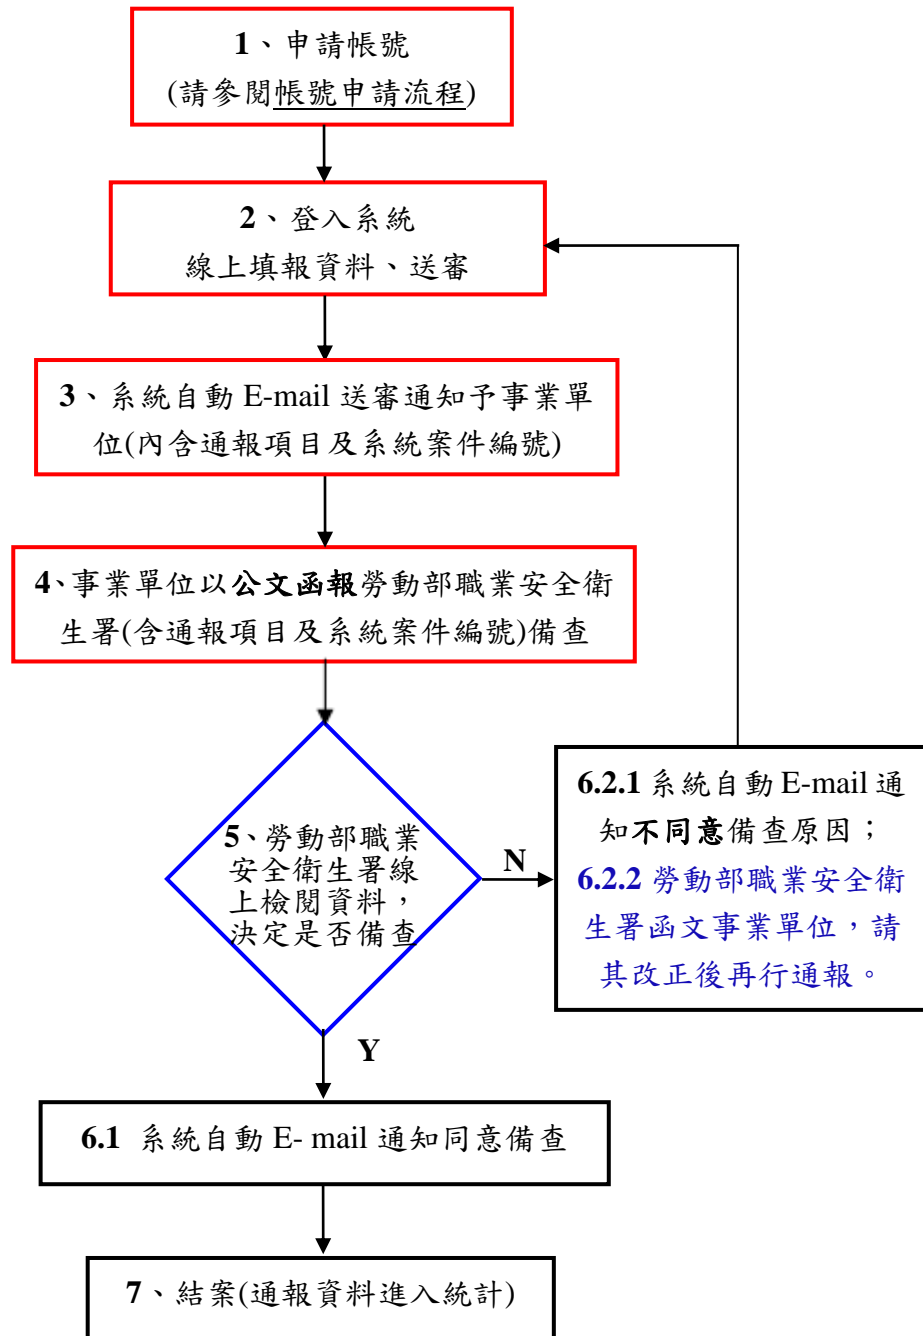 1、申請帳號
(請參閱帳號申請流程)
2、登入系統
線上填報資料、送審
3、系統自動 E-mail 送審通知予事業單
位(內含通報項目及系統案件編號)
4、事業單位以公文函報勞動部職業安全衛
生署(含通報項目及系統案件編號)備查
5、勞動部職業
安全衛生署線
上檢閱資料，
決定是否備查
N
6.2.1 系統自動 E-mail 通
知不同意備查原因；
6.2.2 勞動部職業安全衛
生署函文事業單位，請
其改正後再行通報。
Y
6.1 系統自動 E- mail 通知同意備查
7、結案(通報資料進入統計)